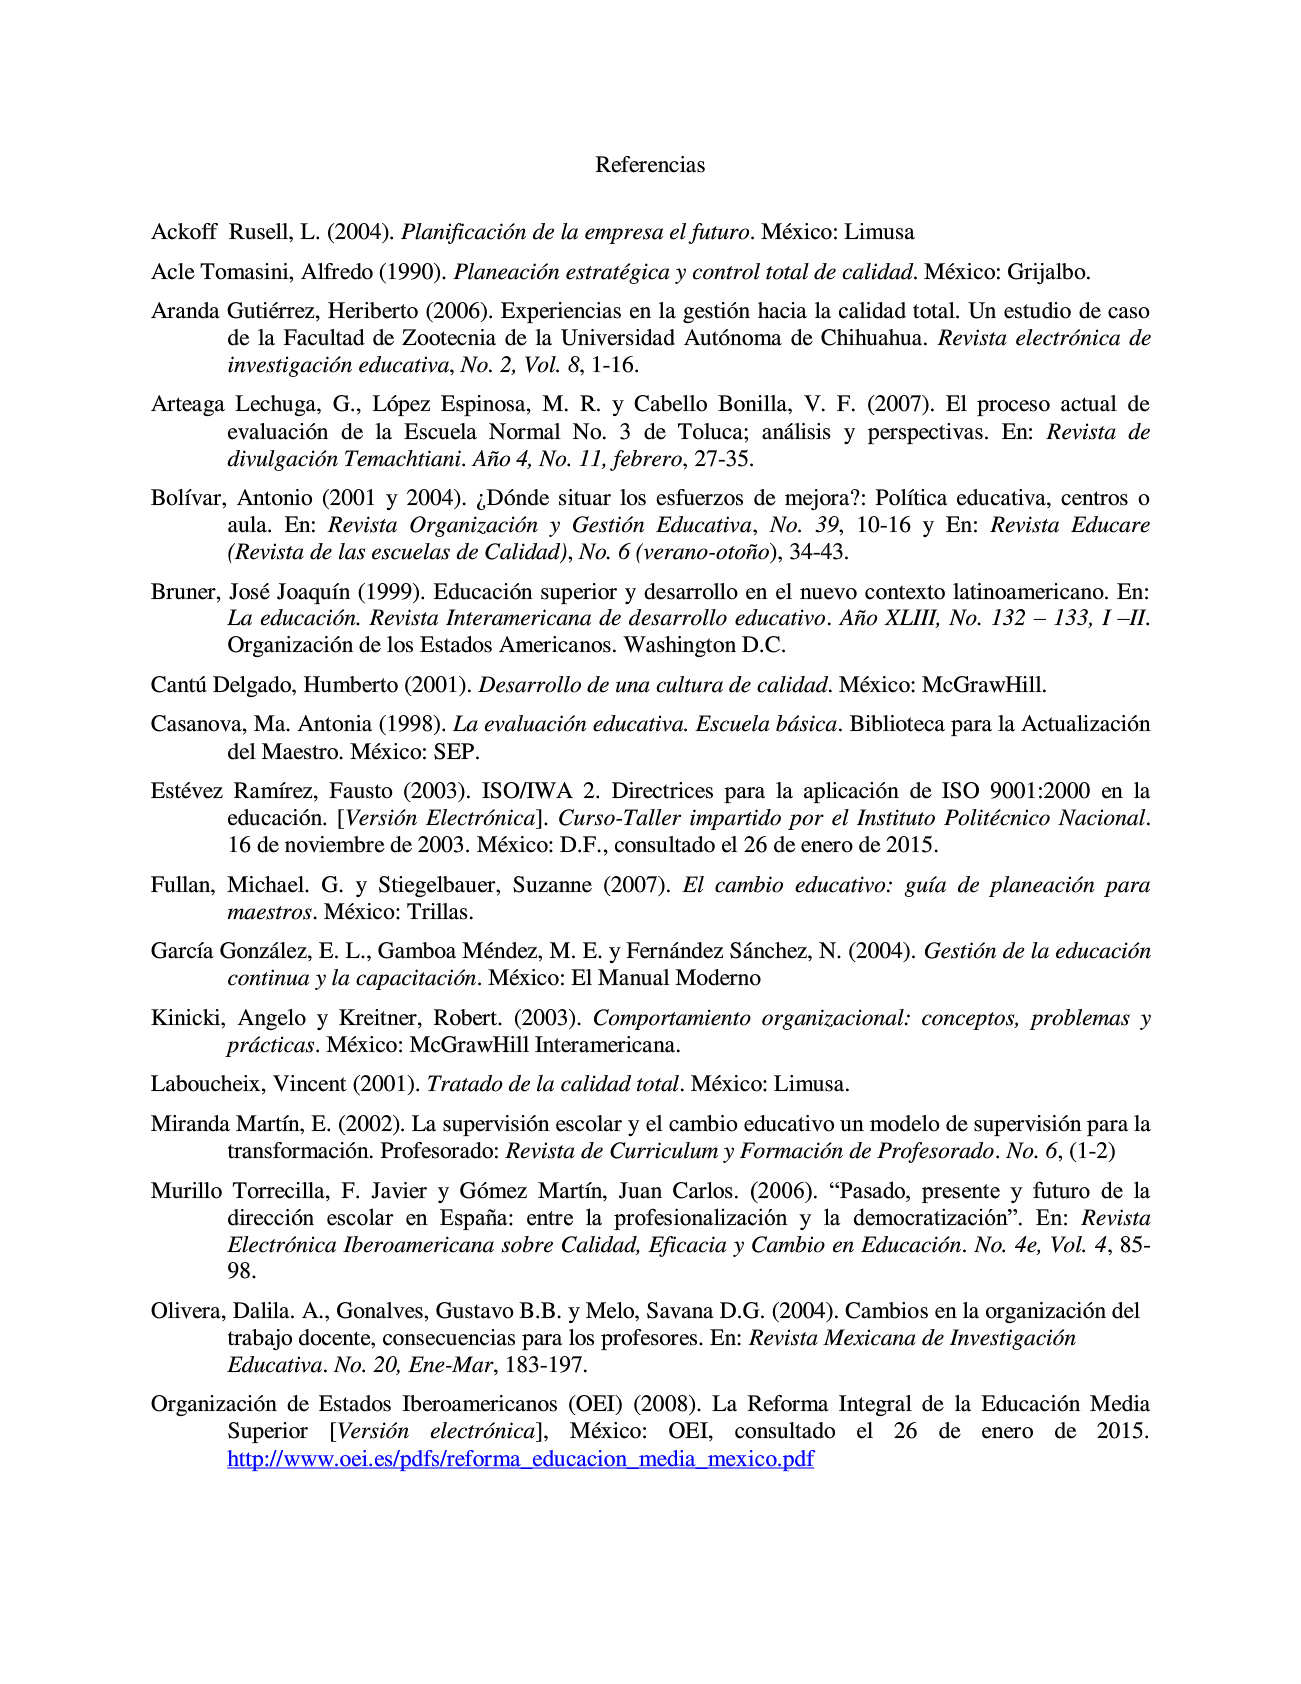 Referencias
Ackoff  Rusell, L. (2004). Planificación de la empresa el futuro. México: Limusa
Acle Tomasini, Alfredo (1990). Planeación estratégica y control total de calidad. México: Grijalbo.
Aranda Gutiérrez, Heriberto (2006). Experiencias en la gestión hacia la calidad total. Un estudio de caso
de la Facultad de Zootecnia de la Universidad Autónoma de Chihuahua. Revista electrónica de
investigación educativa, No. 2, Vol. 8, 1-16.
Arteaga Lechuga, G., López Espinosa, M. R. y Cabello Bonilla, V. F. (2007). El proceso actual de
evaluación de la Escuela Normal No. 3 de Toluca; análisis y perspectivas. En: Revista de
divulgación Temachtiani. Año 4, No. 11, febrero, 27-35.
Bolívar, Antonio (2001 y 2004). ¿Dónde situar los esfuerzos de mejora?: Política educativa, centros o
aula. En: Revista Organización y Gestión Educativa, No. 39, 10-16 y En: Revista Educare
(Revista de las escuelas de Calidad), No. 6 (verano-otoño), 34-43.
Bruner, José Joaquín (1999). Educación superior y desarrollo en el nuevo contexto latinoamericano. En:
La educación. Revista Interamericana de desarrollo educativo. Año XLIII, No. 132 – 133, I –II.
Organización de los Estados Americanos. Washington D.C.
Cantú Delgado, Humberto (2001). Desarrollo de una cultura de calidad. México: McGrawHill.
Casanova, Ma. Antonia (1998). La evaluación educativa. Escuela básica. Biblioteca para la Actualización
del Maestro. México: SEP.
Estévez Ramírez, Fausto (2003). ISO/IWA 2. Directrices para la aplicación de ISO 9001:2000 en la
educación. [Versión Electrónica]. Curso-Taller impartido por el Instituto Politécnico Nacional.
16 de noviembre de 2003. México: D.F., consultado el 26 de enero de 2015.
Fullan, Michael. G. y Stiegelbauer, Suzanne (2007). El cambio educativo: guía de planeación para
maestros. México: Trillas.
García González, E. L., Gamboa Méndez, M. E. y Fernández Sánchez, N. (2004). Gestión de la educación
continua y la capacitación. México: El Manual Moderno
Kinicki, Angelo y Kreitner, Robert. (2003). Comportamiento organizacional: conceptos, problemas y
prácticas. México: McGrawHill Interamericana.
Laboucheix, Vincent (2001). Tratado de la calidad total. México: Limusa.
Miranda Martín, E. (2002). La supervisión escolar y el cambio educativo un modelo de supervisión para la
transformación. Profesorado: Revista de Curriculum y Formación de Profesorado. No. 6, (1-2)
Murillo Torrecilla, F. Javier y Gómez Martín, Juan Carlos. (2006). “Pasado, presente y futuro de la
dirección escolar en España: entre la profesionalización y la democratización”. En: Revista
Electrónica Iberoamericana sobre Calidad, Eficacia y Cambio en Educación. No. 4e, Vol. 4, 85-
98.
Olivera, Dalila. A., Gonalves, Gustavo B.B. y Melo, Savana D.G. (2004). Cambios en la organización del
trabajo docente, consecuencias para los profesores. En: Revista Mexicana de Investigación
Educativa. No. 20, Ene-Mar, 183-197.
Organización de Estados Iberoamericanos (OEI) (2008). La Reforma Integral de la Educación Media
Superior [Versión electrónica], México: OEI, consultado el 26 de enero de 2015.
http://www.oei.es/pdfs/reforma_educacion_media_mexico.pdf